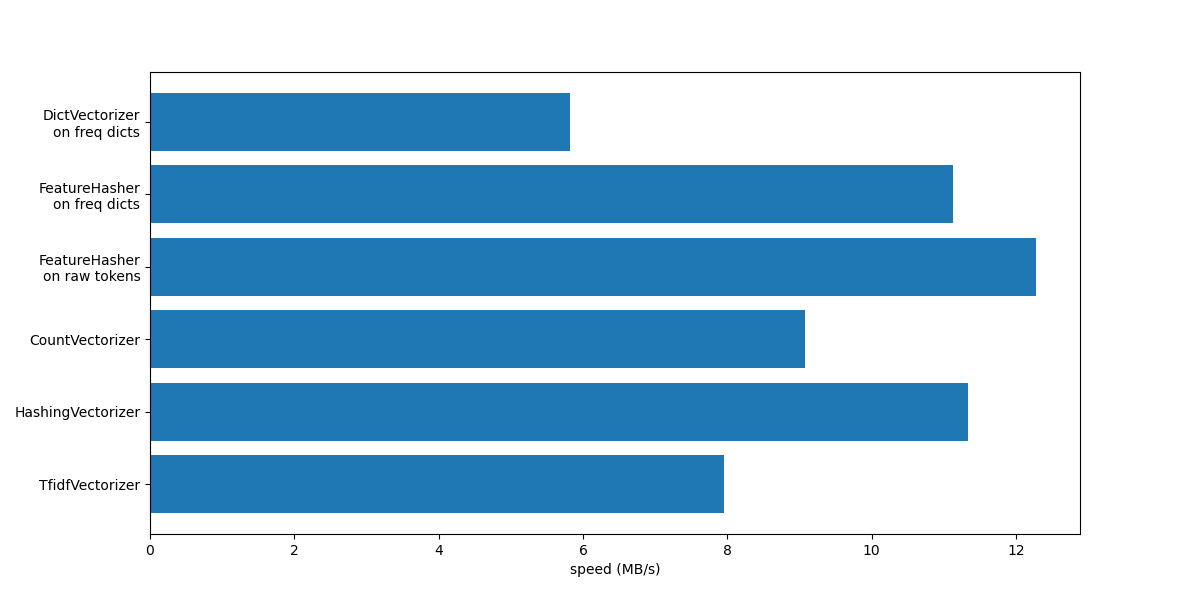 DictVectorizer
on freq dicts
FeatureHasher
on freq dicts
FeatureHasher
on raw tokens
CountVectorizer
HashingVectorizer
TfidfVectorizer
0 2 4 6 8 10 12
speed (MB/s)